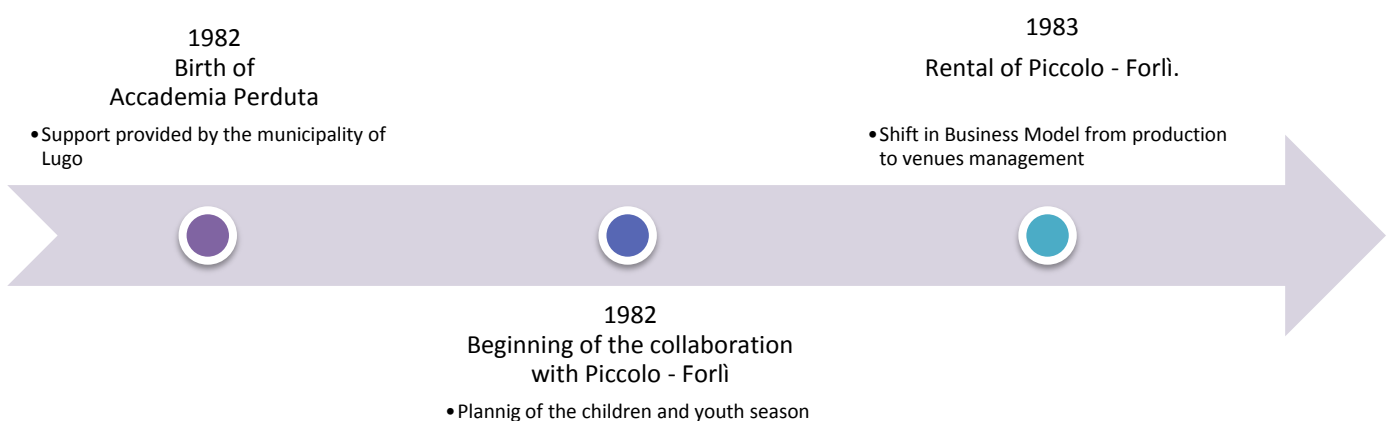 1982
Birth of
Accademia Perduta
•Support provided by the municipality of
Lugo
1982
Beginning of the collaboration
with Piccolo - Forlì
•Plannig of the children and youth season
1983
Rental of Piccolo - Forlì.
•Shift in Business Model from production
to venues management